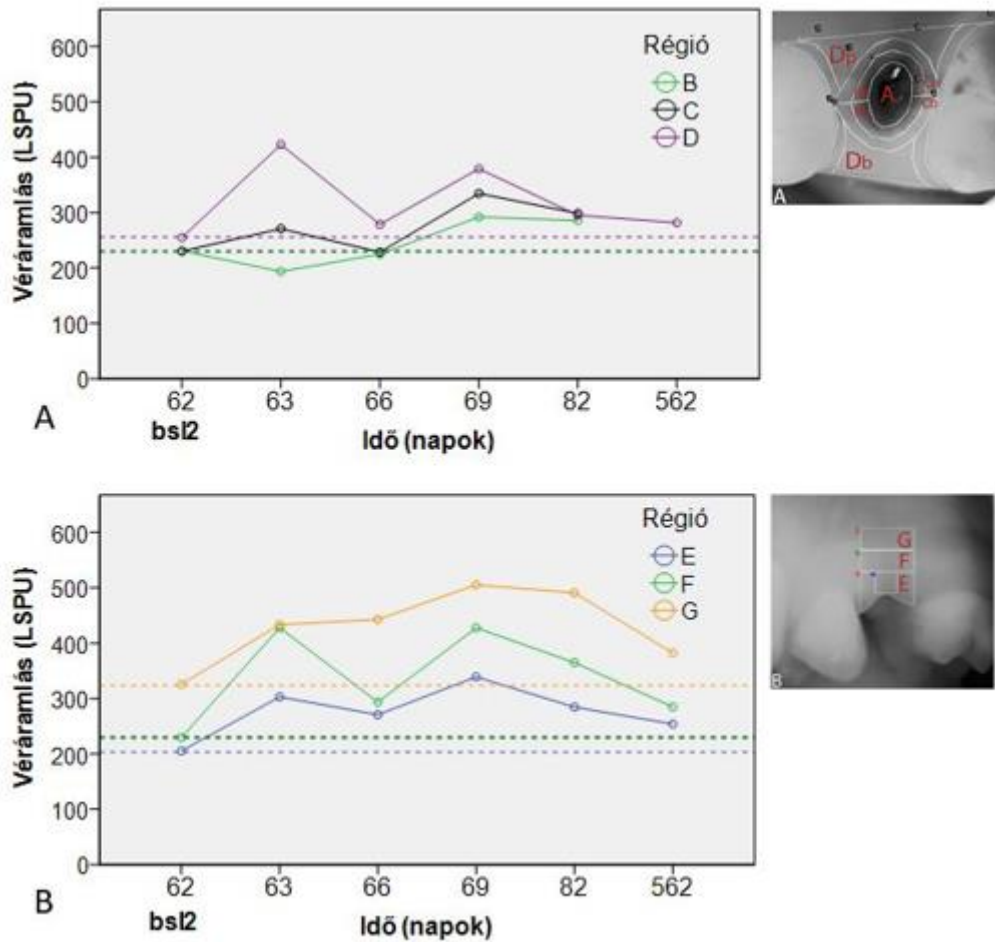 Véráramlás (LSPU)
600
500
400
300
200
100
0
Régió
B
C
D
62 63 66 69 82 562
bsl2
Idő (napok)
A
Dp
A
Db
A
Véráramlás (LSPU)
600
500
400
300
200
100
0
Régió
E
F
G
62 63 66 69 82 562
bsl2
Idő (napok)
B
G
F
E
B